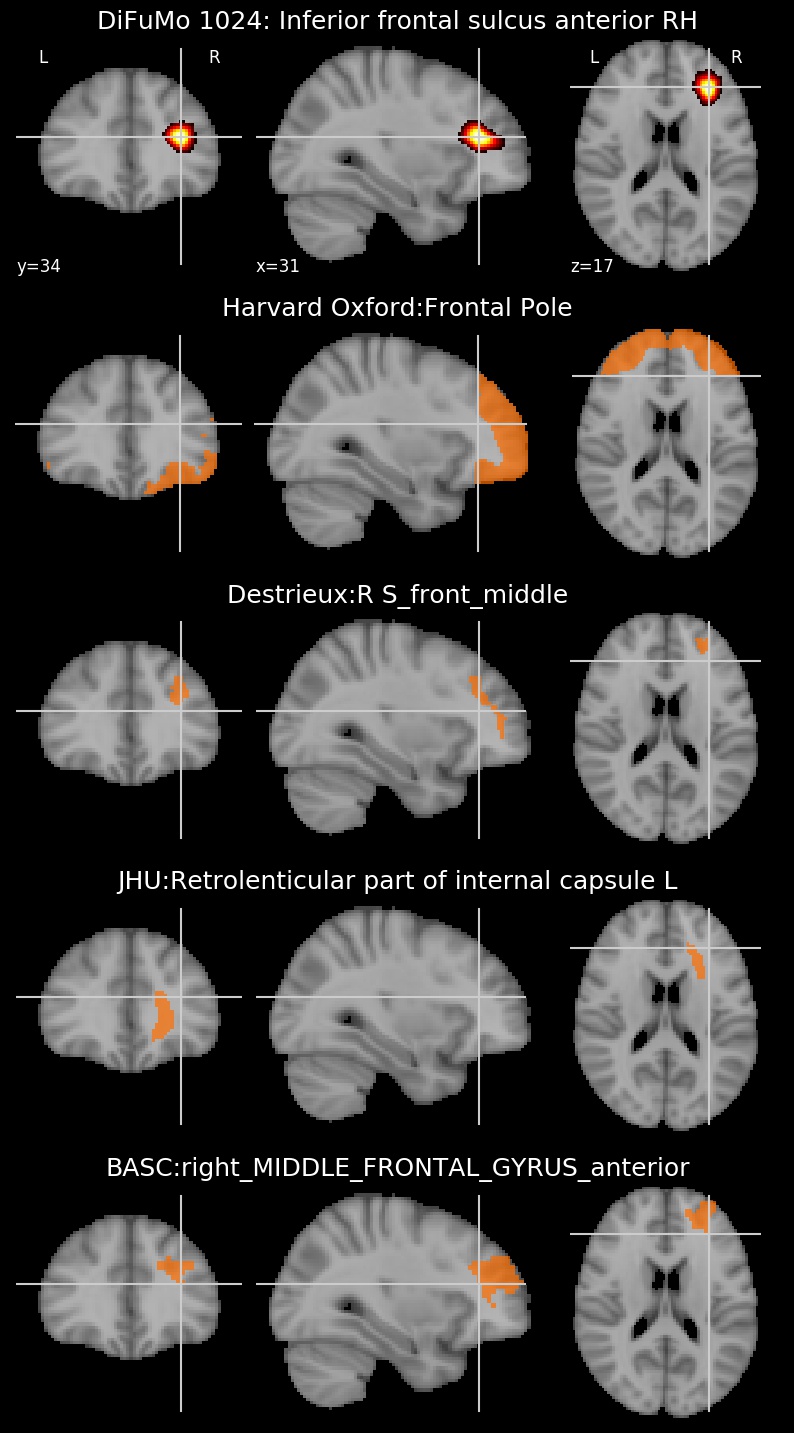 DiFuMo 1024: Inferior frontal sulcus anterior RH
L R L R
y=34 x=31 z=17
Harvard Oxford:Frontal Pole
Destrieux:R S_front_middle
JHU:Retrolenticular part of internal capsule L
BASC:right_MIDDLE_FRONTAL_GYRUS_anterior